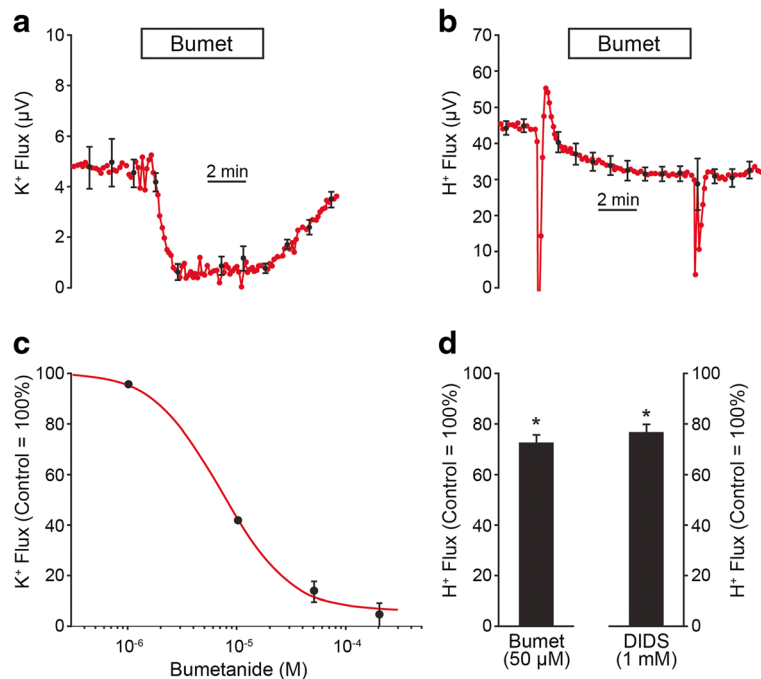 a
Bumet
K⁺ Flux (µV)
10
8
6
4
2
0
2 min
b
Bumet
H⁺ Flux (µV)
70
60
50
40
30
20
10
0
2 min
c
K⁺ Flux (Control = 100%)
100
80
60
40
20
0
10⁻⁶
10⁻⁵
10⁻⁴
Bumetanide (M)
d
H⁺ Flux (Control = 100%)
100
80
60
40
20
0
*
*
Bumet
(50 µM)
DIDS
(1 mM)
100
80
60
40
20
0
H⁺ Flux (Control = 100%)